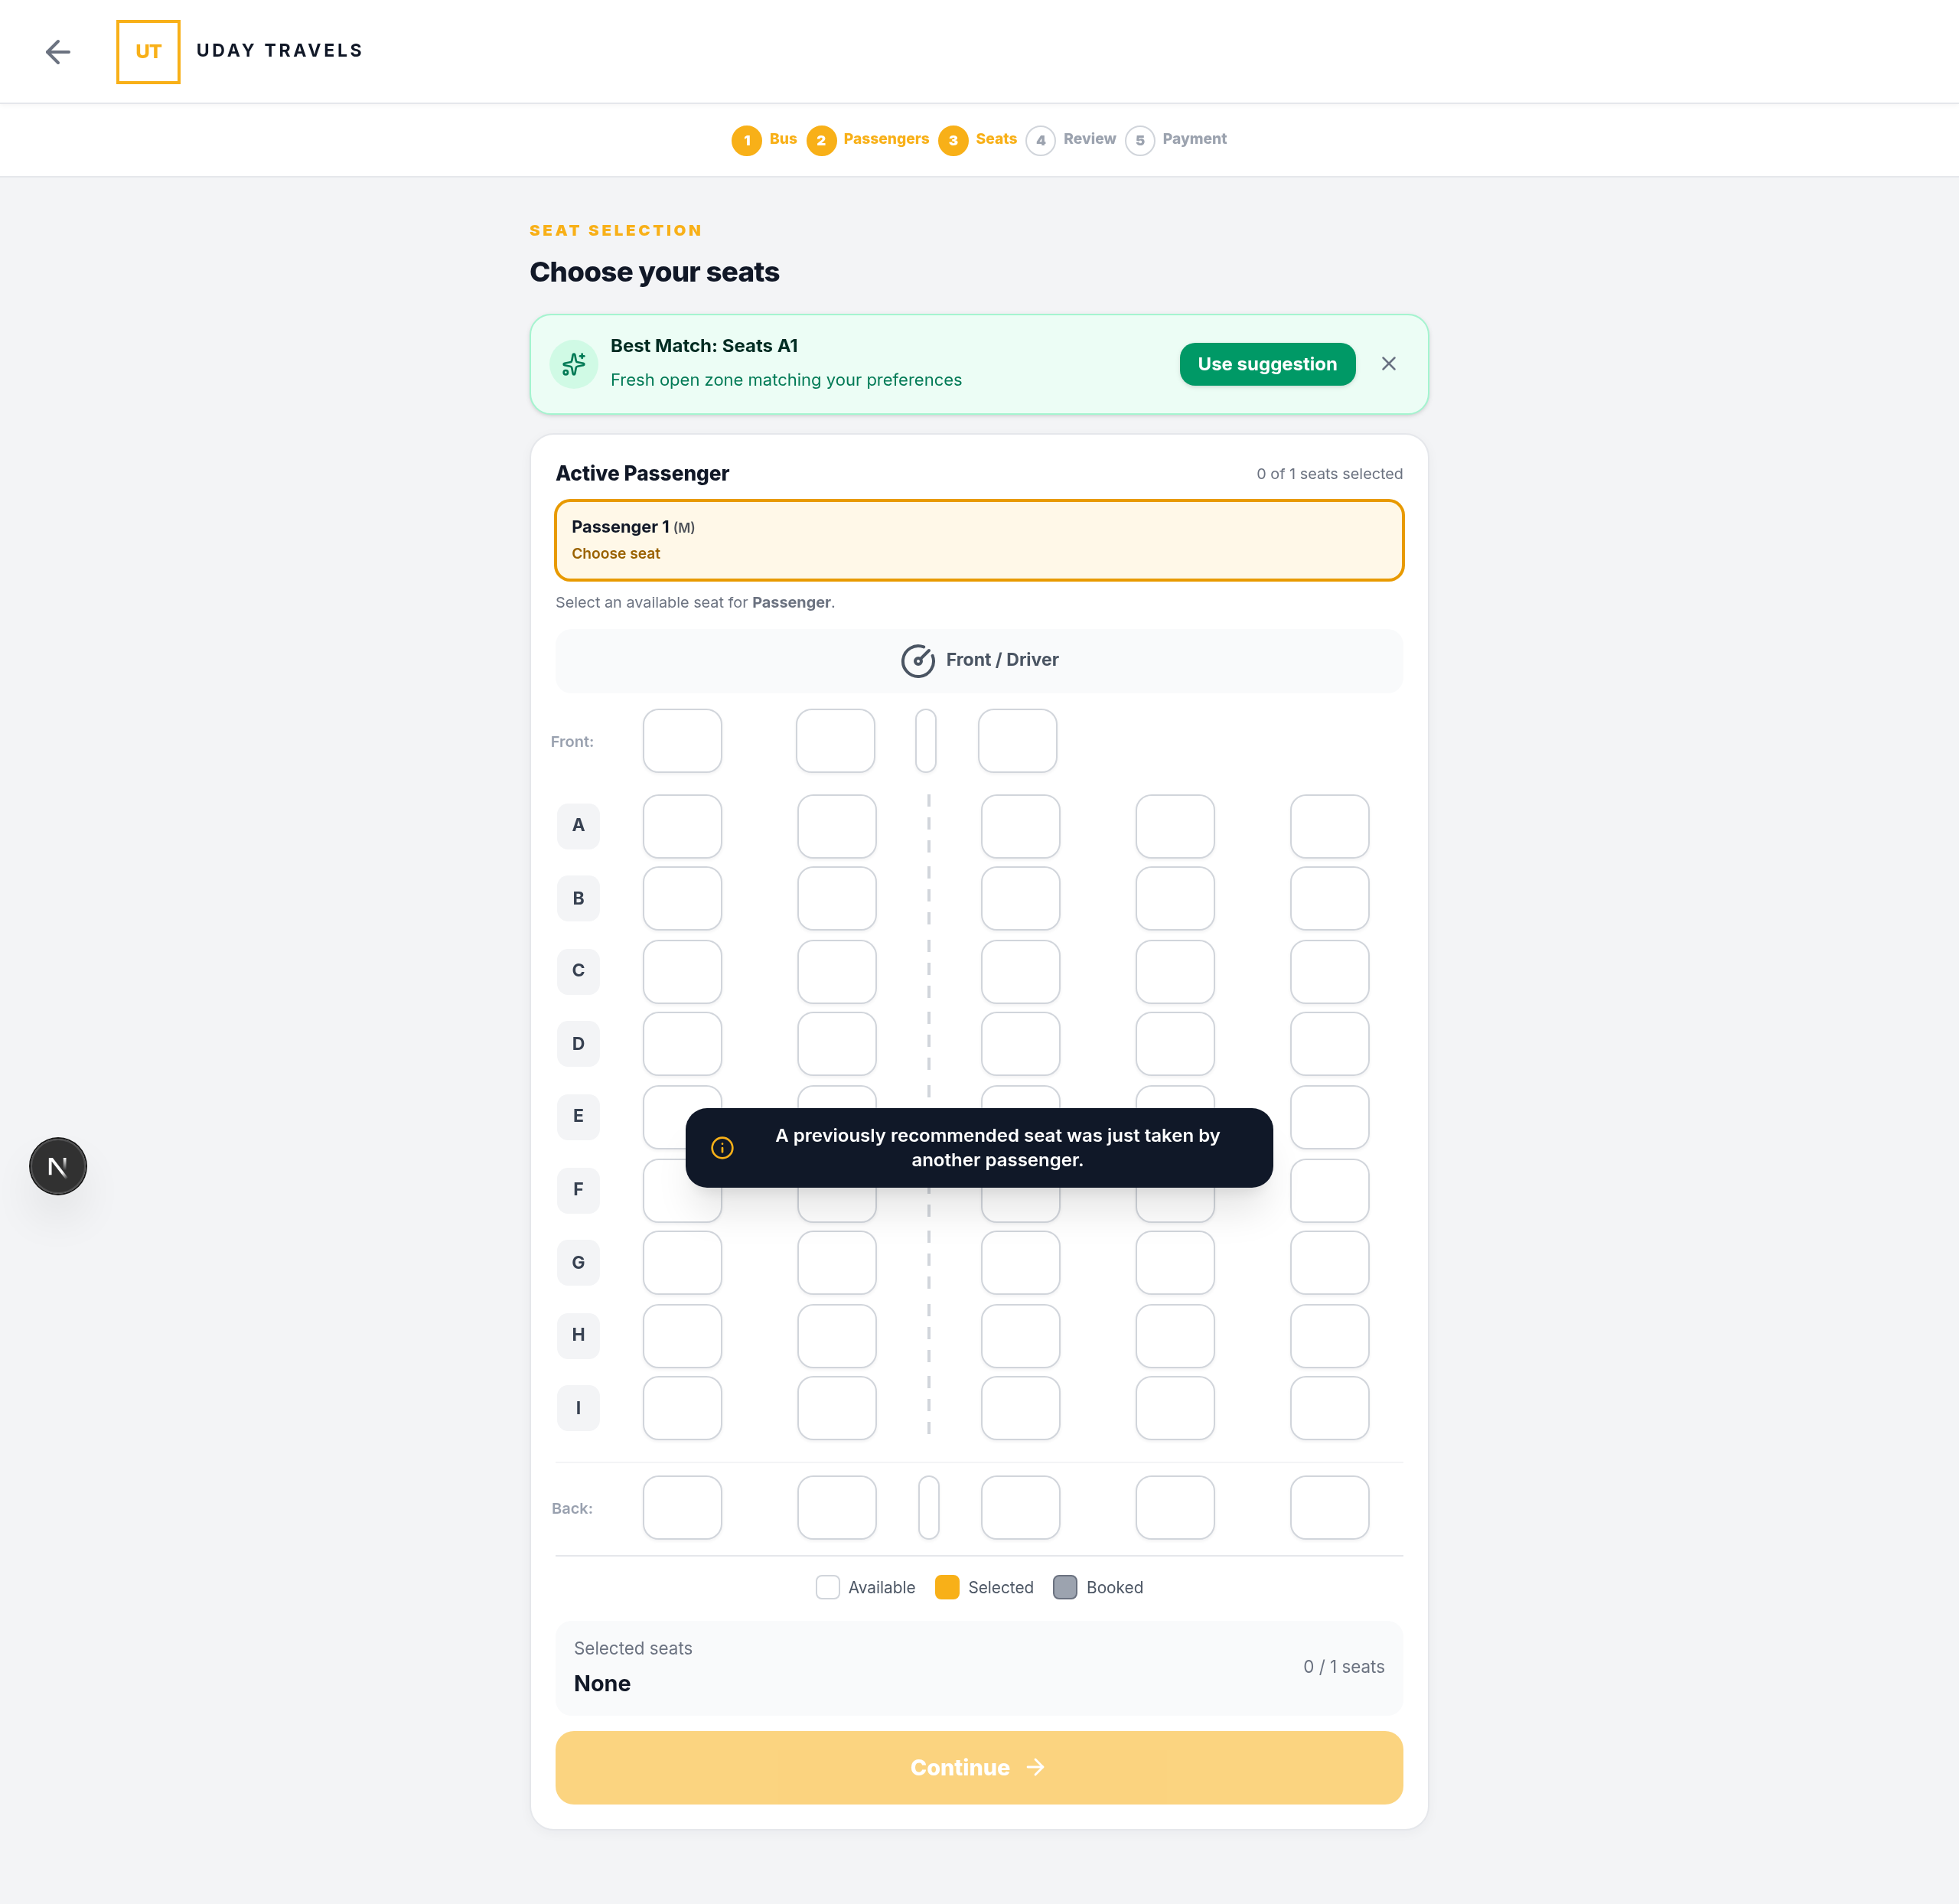 UT
UDAY TRAVELS
1 Bus 2 Passengers 3 Seats 4 Review 5 Payment
SEAT SELECTION
Choose your seats
Best Match: Seats A1
Fresh open zone matching your preferences
Use suggestion
Active Passenger
0 of 1 seats selected
Passenger 1 (M)
Choose seat
Select an available seat for Passenger.
Front / Driver
Front:
A
B
C
D
E
A previously recommended seat was just taken by
another passenger.
N
F
G
H
I
Back:
Available Selected Booked
Selected seats
None
0 / 1 seats
Continue